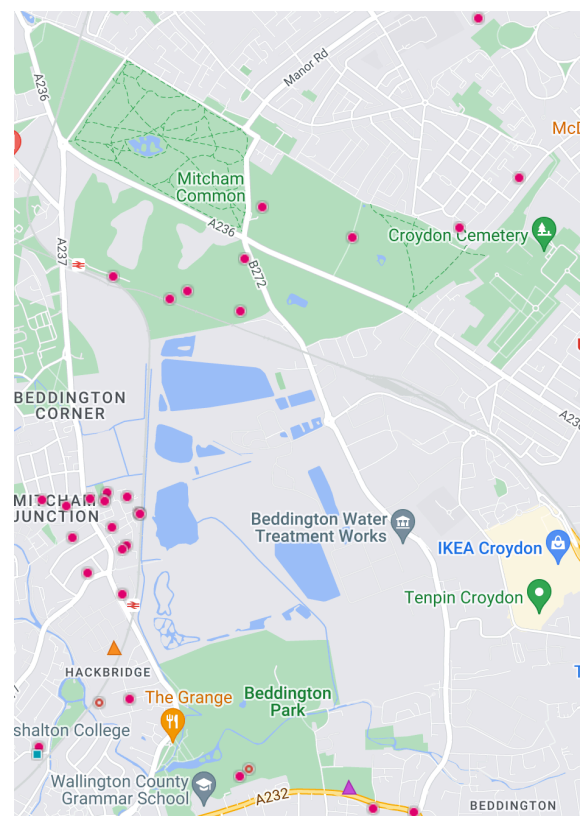 A236
Manor Rd
McD
Mitcham
Common
A236
Croydon Cemetery
A237
B272
BEDDINGTON
CORNER
A23
MITCHAM
JUNCTION
Beddington Water
Treatment Works
IKEA Croydon
Tenpin Croydon
HACKBRIDGE
The Grange
Beddington
Park
shalton College
Wallington County
Grammar School
A232
BEDDINGTON